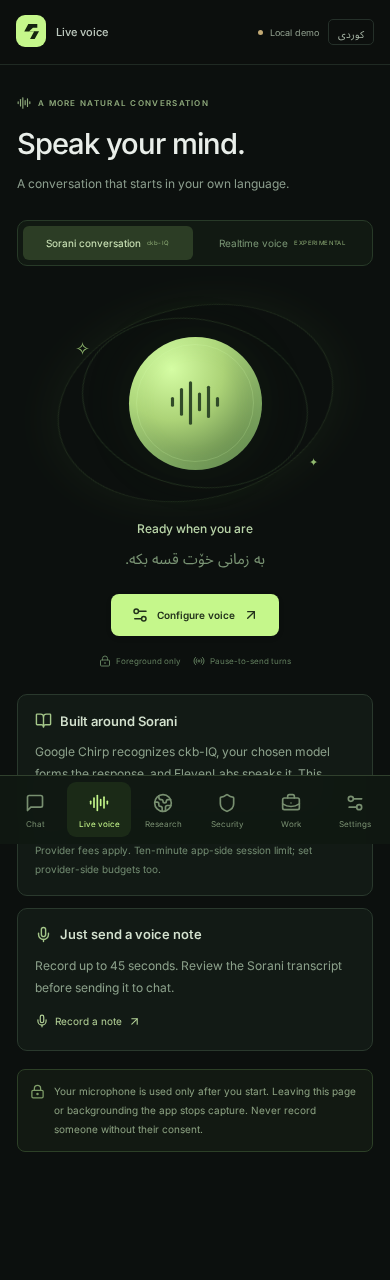 Live voice
Local demo
کوردی
A MORE NATURAL CONVERSATION
Speak your mind.
A conversation that starts in your own language.
Sorani conversation ckb-IQ
Realtime voice EXPERIMENTAL
Ready when you are
بە زمانی خۆت قسە بکە.
Configure voice
Foreground only
Pause-to-send turns
Built around Sorani
Google Chirp recognizes ckb-IQ, your chosen model
forms the response, and ElevenLabs speaks it. This
Chat
Live voice
Research
Security
Work
Settings
Provider fees apply. Ten-minute app-side session limit; set
provider-side budgets too.
Just send a voice note
Record up to 45 seconds. Review the Sorani transcript
before sending it to chat.
Record a note
Your microphone is used only after you start. Leaving this page
or backgrounding the app stops capture. Never record
someone without their consent.